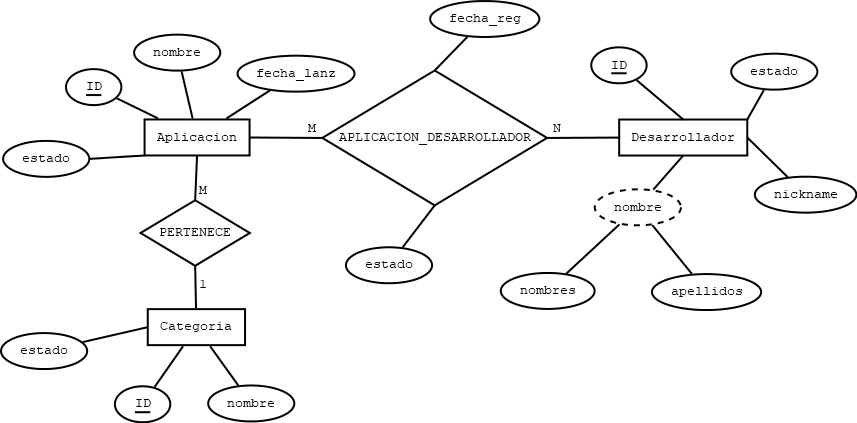 fecha_reg
nombre
ID
fecha_lanz
ID
estado
Aplicacion
M
APLICACION_DESARROLLADOR
N
Desarrollador
estado
M
nickname
nombre
PERTENECE
estado
1
nombres
apellidos
Categoria
estado
ID
nombre